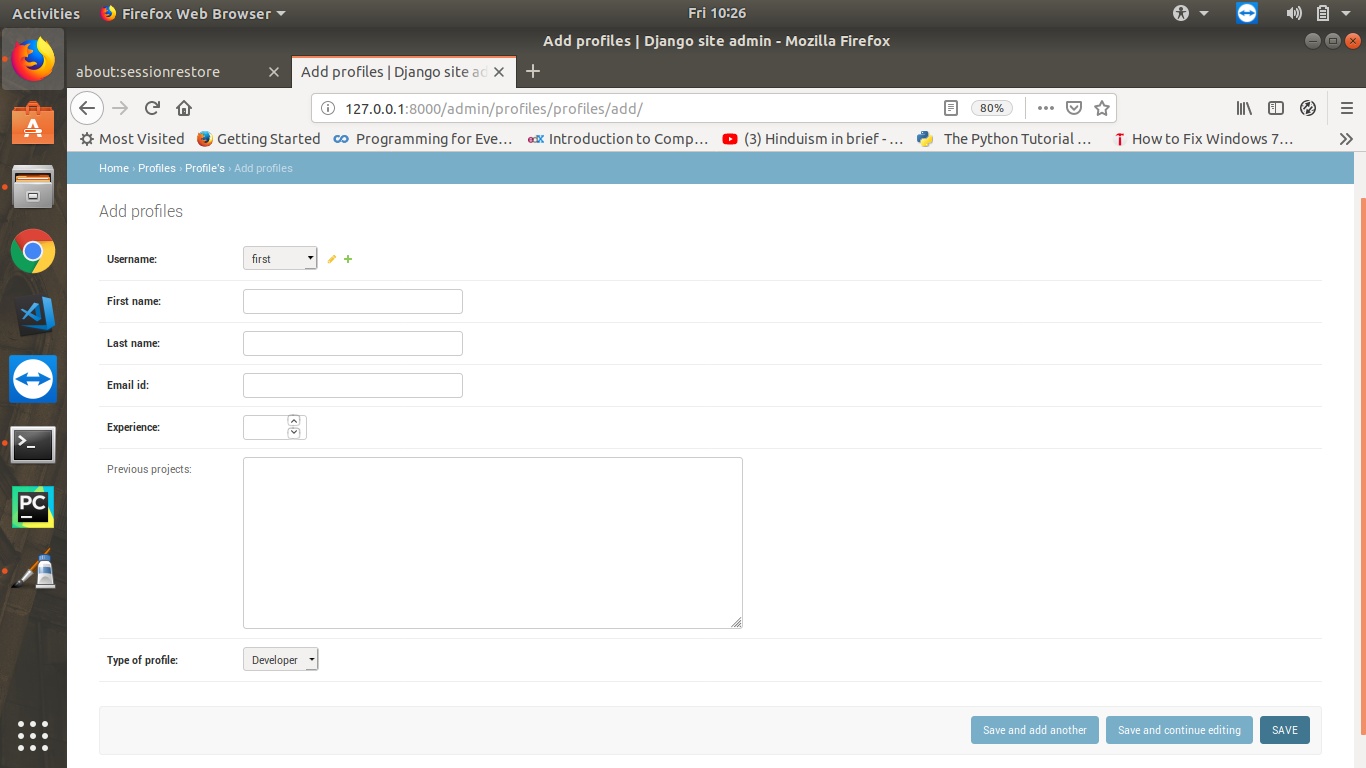 Activities Firefox Web Browser Fri 10:26
Add profiles | Django site admin - Mozilla Firefox
about:sessionrestore Add profiles | Django site ad
127.0.0.1:8000/admin/profiles/profiles/add/ 80%
Most Visited Getting Started Programming for Eve... Introduction to Comp... (3) Hinduism in brief - ... The Python Tutorial ... How to Fix Windows 7...
Home › Profiles › Profile's › Add profiles
Add profiles
Username: first
First name:
Last name:
Email id:
Experience:
Previous projects:
Type of profile: Developer
Save and add another Save and continue editing SAVE
PC